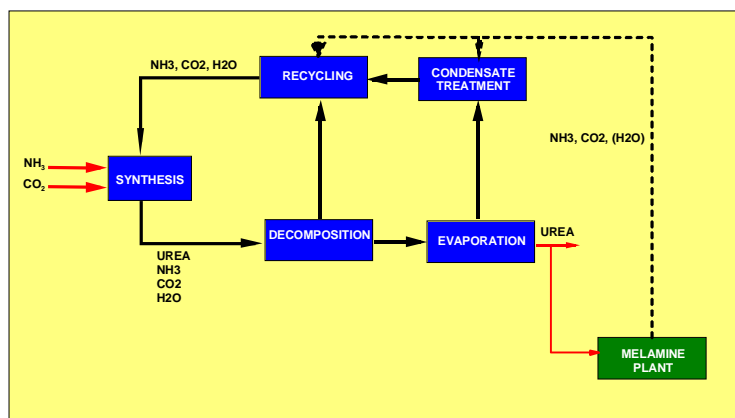 NH3, CO2, H2O
RECYCLING
CONDENSATE
TREATMENT
NH3, CO2, (H2O)
NH₃
CO₂
SYNTHESIS
DECOMPOSITION
EVAPORATION
UREA
UREA
NH3
CO2
H2O
MELAMINE
PLANT